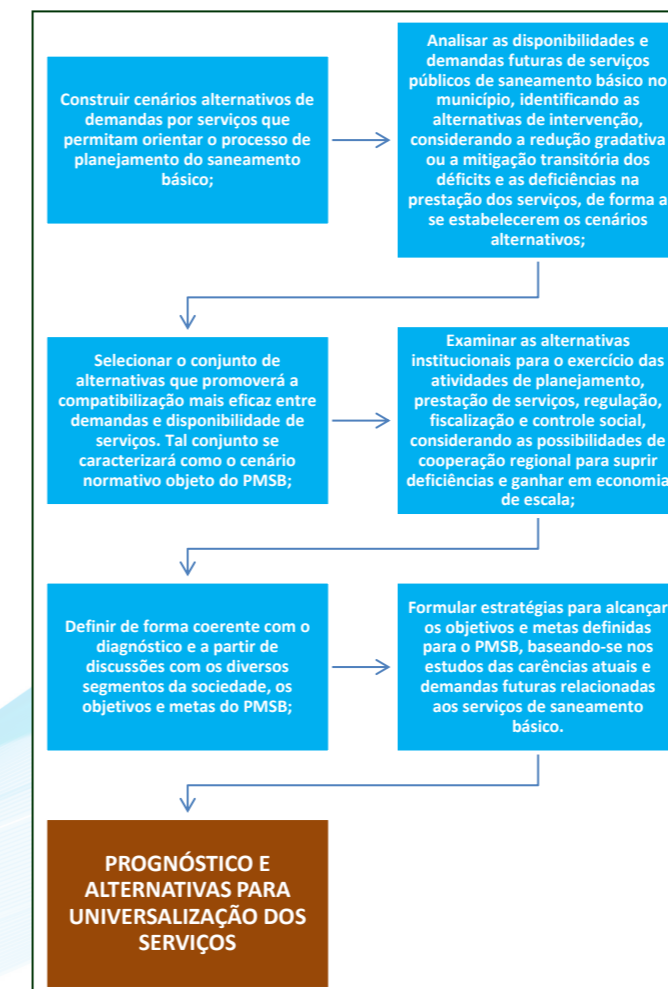 Construir cenários alternativos de
demandas por serviços que
permitam orientar o processo de
planejamento do saneamento
básico;
Analisar as disponibilidades e
demandas futuras de serviços
públicos de saneamento básico no
município, identificando as
alternativas de intervenção,
considerando a redução gradativa
ou a mitigação transitória dos
déficits e as deficiências na
prestação dos serviços, de forma a
se estabelecerem os cenários
alternativos;
Selecionar o conjunto de
alternativas que promoverá a
compatibilização mais eficaz entre
demandas e disponibilidade de
serviços. Tal conjunto se
caracterizará como o cenário
normativo objeto do PMSB;
Examinar as alternativas
institucionais para o exercício das
atividades de planejamento,
prestação de serviços, regulação,
fiscalização e controle social,
considerando as possibilidades de
cooperação regional para suprir
deficiências e ganhar em economia
de escala;
Definir de forma coerente com o
diagnóstico e a partir de
discussões com os diversos
segmentos da sociedade, os
objetivos e metas do PMSB;
Formular estratégias para alcançar
os objetivos e metas definidas
para o PMSB, baseando-se nos
estudos das carências atuais e
demandas futuras relacionadas
aos serviços de saneamento
básico.
PROGNÓSTICO E
ALTERNATIVAS PARA
UNIVERSALIZAÇÃO DOS
SERVIÇOS